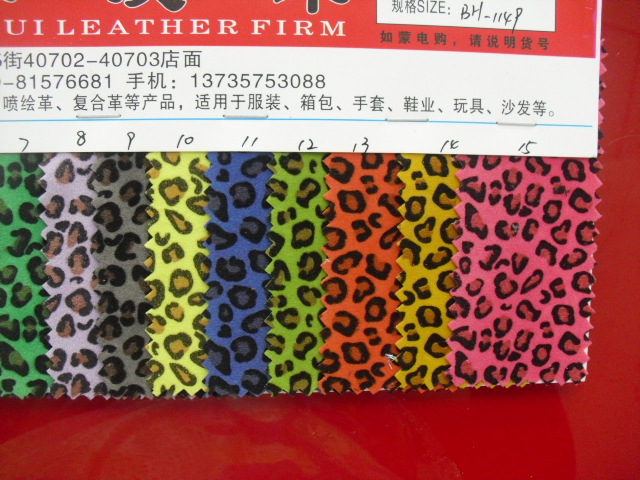 规格SIZE: BH-1149
UI LEATHER FIRM
如蒙电购，请说明货号
街40702-40703店面
-81576681 手机：13735753088
喷绘革、复合革等产品，适用于服装、箱包、手套、鞋业、玩具、沙发等。
7 8 9 10 11 12 13 14 15